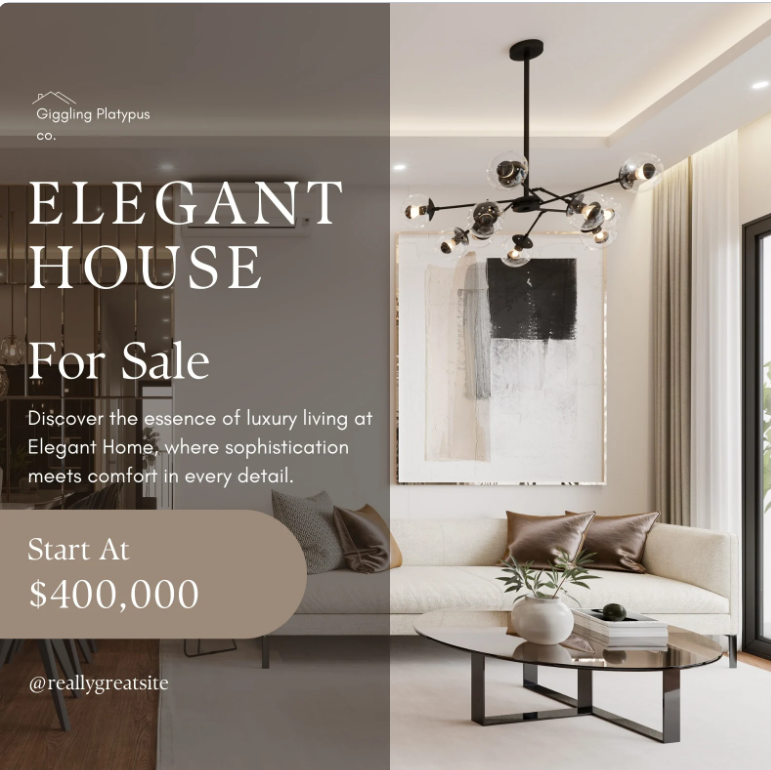 Giggling Platypus
co.
ELEGANT
HOUSE
For Sale
Discover the essence of luxury living at
Elegant Home, where sophistication
meets comfort in every detail.
Start At
$400,000
@reallygreatsite